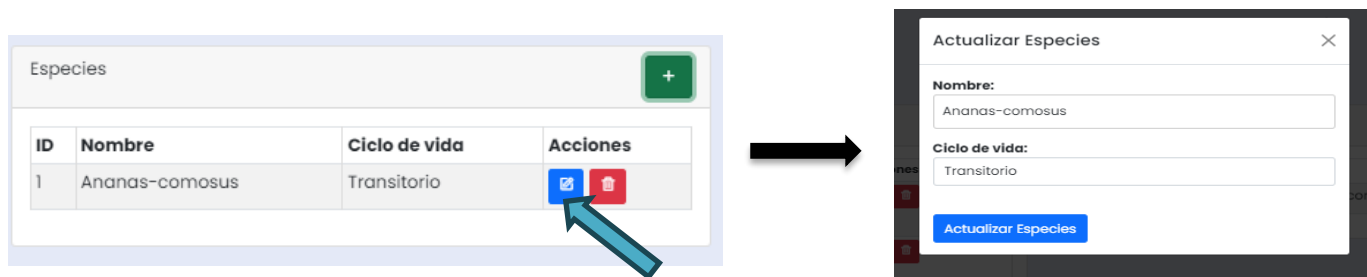 Especies
+
ID Nombre Ciclo de vida Acciones
1 Ananas-comosus Transitorio
Actualizar Especies
Nombre:
Ananas-comosus
Ciclo de vida:
Transitorio
Actualizar Especies